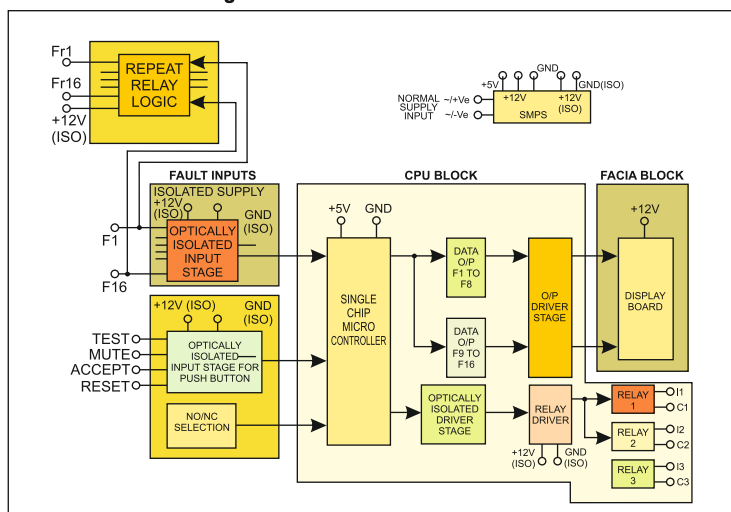 Fr1
Fr16
+12V
(ISO)
REPEAT
RELAY
LOGIC
GND
+5V
+12V
+12V
(ISO)
GND(ISO)
NORMAL
SUPPLY
INPUT
~/+Ve
~/-Ve
SMPS
FAULT INPUTS
CPU BLOCK
FACIA BLOCK
ISOLATED SUPPLY
+12V
(ISO)
GND
(ISO)
F1
F16
OPTICALLY
ISOLATED
INPUT
STAGE
+5V
GND
+12V
SINGLE
CHIP
MICRO
CONTROLLER
DATA
O/P
F1 TO
F8
DATA
O/P
F9 TO
F16
O/P
DRIVER
STAGE
DISPLAY
BOARD
+12V (ISO)
GND
(ISO)
TEST
MUTE
ACCEPT
RESET
OPTICALLY
ISOLATED
INPUT STAGE FOR
PUSH BUTTON
NO/NC
SELECTION
OPTICALLY
ISOLATED
DRIVER
STAGE
RELAY
DRIVER
+12V
(ISO)
GND
(ISO)
RELAY
1
I1
C1
RELAY
2
I2
C2
RELAY
3
I3
C3